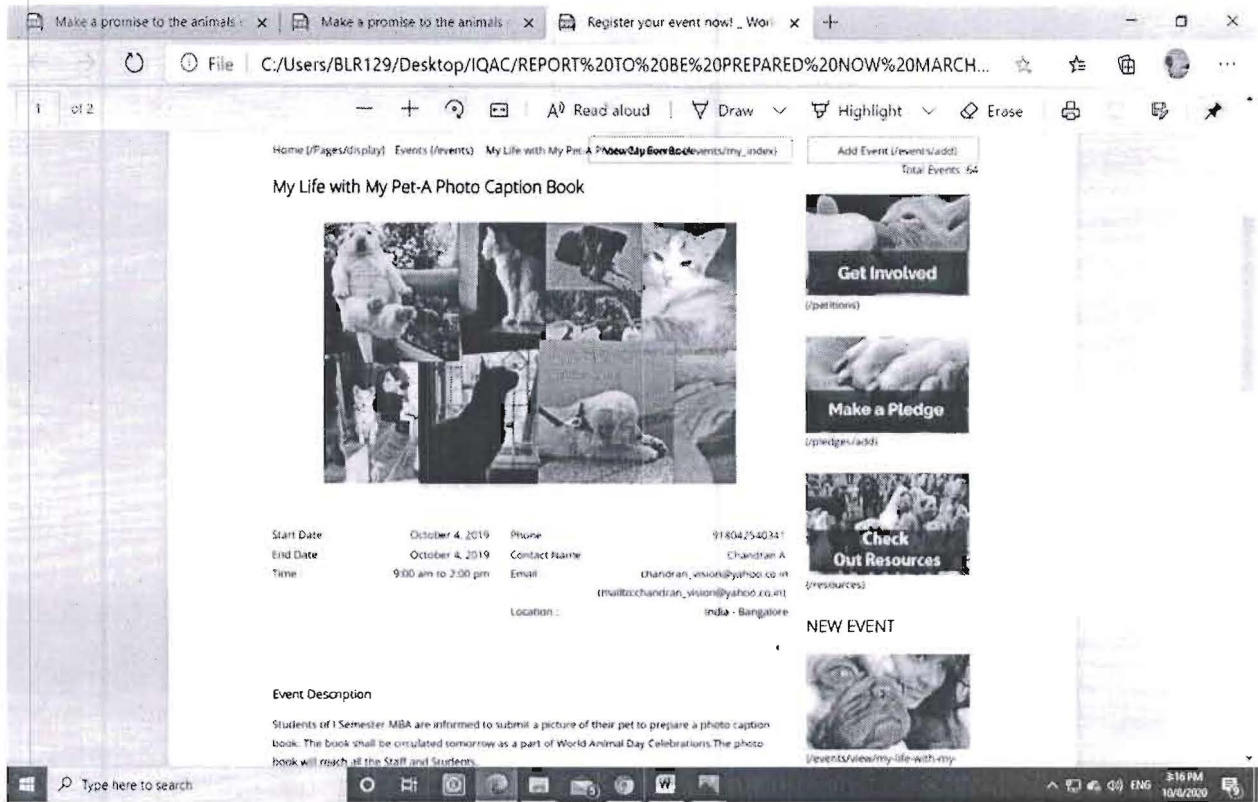 Make a promise to the animals
Make a promise to the animals
Register your event now! _ Worl
File
C:/Users/BLR129/Desktop/IQAC/REPORT%20TO%20BE%20PREPARED%20NOW%20MARCH...
1 of 2
Read aloud
Draw
Highlight
Erase
Home (/Pages/display) Events (/events) My Life with My Pet-A
events/my_index)
Add Event (/events/add)
Total Events :64
My Life with My Pet-A Photo Caption Book
Get Involved
(/petitions)
Make a Pledge
(/pledges/add)
Check
Out Resources
(/resources)
Start Date October 4, 2019 Phone 918042540341
End Date October 4, 2019 Contact Name Chandran A
Time 9:00 am to 2:00 pm Email chandran_vision@yahoo.co.in
(mailto:chandran_vision@yahoo.co.in)
Location : India - Bangalore
NEW EVENT
(/events/view/my-life-with-my-
Event Description
Students of I Semester MBA are informed to submit a picture of their pet to prepare a photo caption
book. The book shall be circulated tomorrow as a part of World Animal Day Celebrations.The photo
book will reach all the Staff and Students.
Type here to search
ENG
3:16 PM
10/8/2020